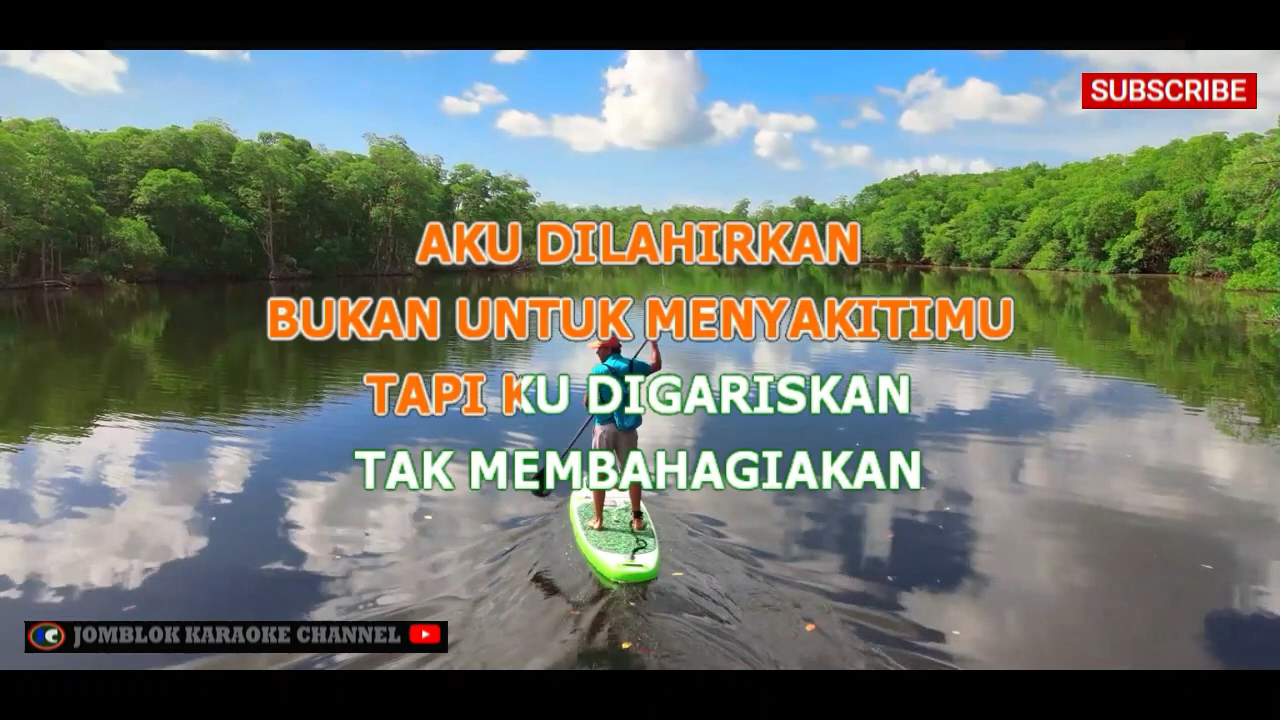 SUBSCRIBE
AKU DILAHIRKAN
BUKAN UNTUK MENYAKITIMU
TAPI KU DIGARISKAN
TAK MEMBAHAGIAKAN
JOMBLOK KARAOKE CHANNEL